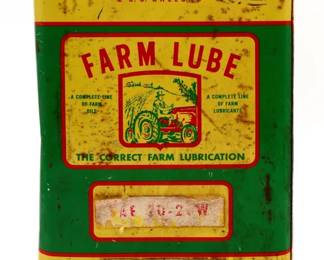 FARM LUBE
A COMPLETE LINE
OF FARM
OILS
A COMPLETE LINE
OF FARM
LUBRICANTS
THE "CORRECT" FARM LUBRICATION